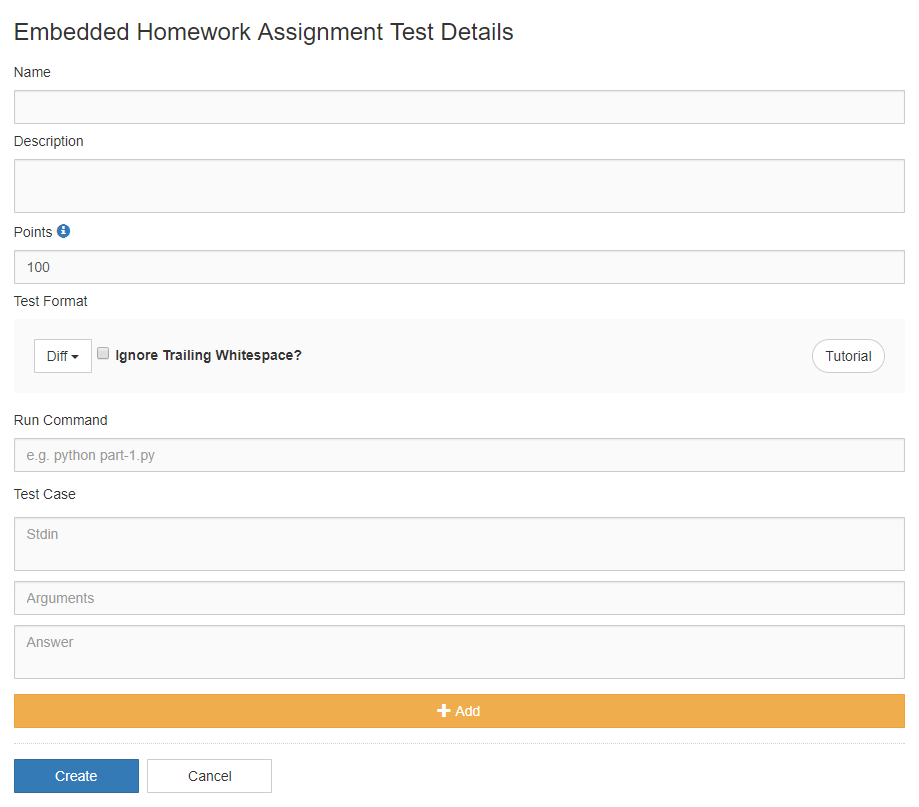 Embedded Homework Assignment Test Details
Name
Description
Points
100
Test Format
Diff Ignore Trailing Whitespace? Tutorial
Run Command
e.g. python part-1.py
Test Case
Stdin
Arguments
Answer
Add
Create Cancel